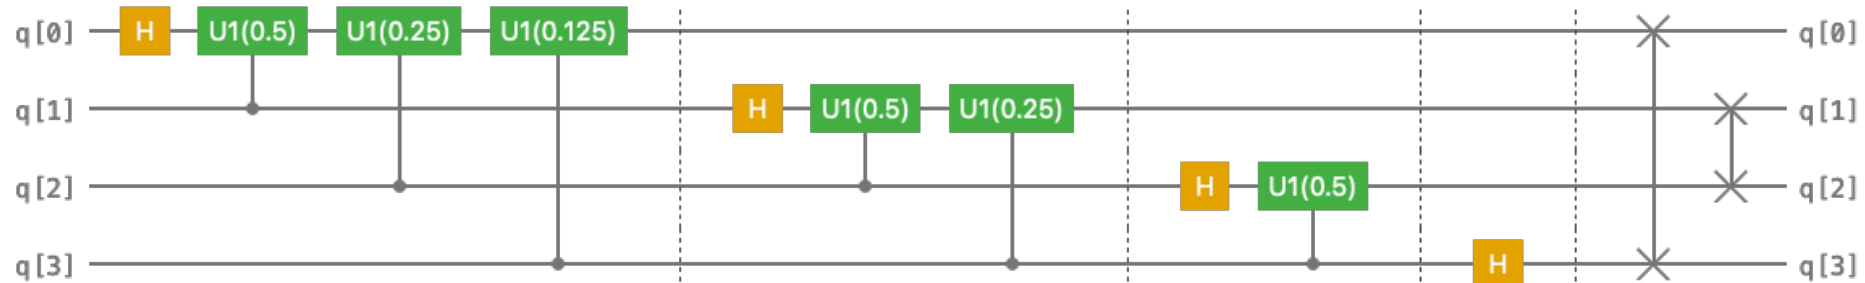 q[0] H U1(0.5) U1(0.25) U1(0.125) q[0]
q[1] H U1(0.5) U1(0.25) q[1]
q[2] H U1(0.5) q[2]
q[3] H q[3]